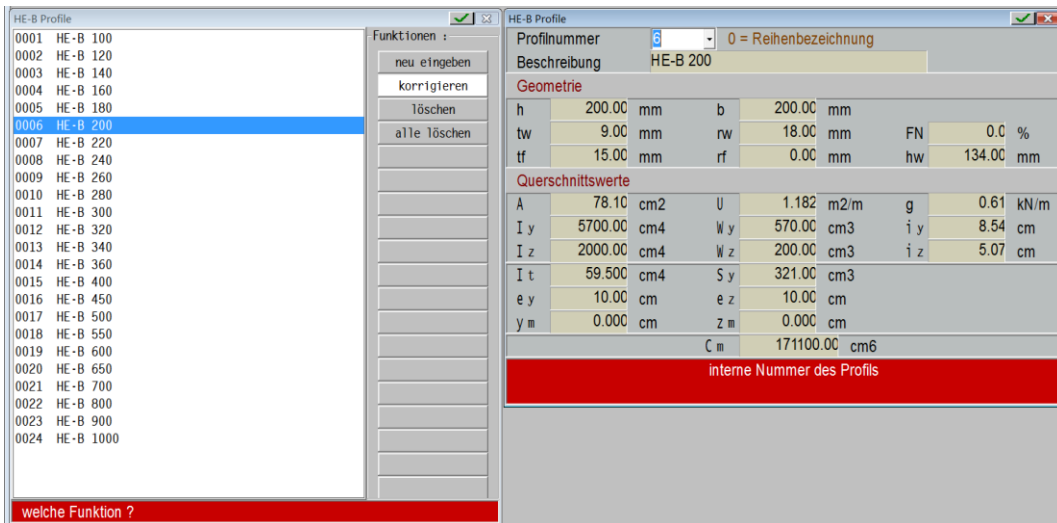 HE-B Profile
0001 HE-B 100
0002 HE-B 120
0003 HE-B 140
0004 HE-B 160
0005 HE-B 180
0006 HE-B 200
0007 HE-B 220
0008 HE-B 240
0009 HE-B 260
0010 HE-B 280
0011 HE-B 300
0012 HE-B 320
0013 HE-B 340
0014 HE-B 360
0015 HE-B 400
0016 HE-B 450
0017 HE-B 500
0018 HE-B 550
0019 HE-B 600
0020 HE-B 650
0021 HE-B 700
0022 HE-B 800
0023 HE-B 900
0024 HE-B 1000
Funktionen :
neu eingeben
korrigieren
löschen
alle löschen
welche Funktion ?
HE-B Profile
Profilnummer 6 0 = Reihenbezeichnung
Beschreibung HE-B 200
Geometrie
h 200.00 mm b 200.00 mm
tw 9.00 mm rw 18.00 mm FN 0.0 %
tf 15.00 mm rf 0.00 mm hw 134.00 mm
Querschnittswerte
A 78.10 cm2 U 1.182 m2/m g 0.61 kN/m
I y 5700.00 cm4 W y 570.00 cm3 i y 8.54 cm
I z 2000.00 cm4 W z 200.00 cm3 i z 5.07 cm
I t 59.500 cm4 S y 321.00 cm3
e y 10.00 cm e z 10.00 cm
y m 0.000 cm z m 0.000 cm
C m 171100.00 cm6
interne Nummer des Profils